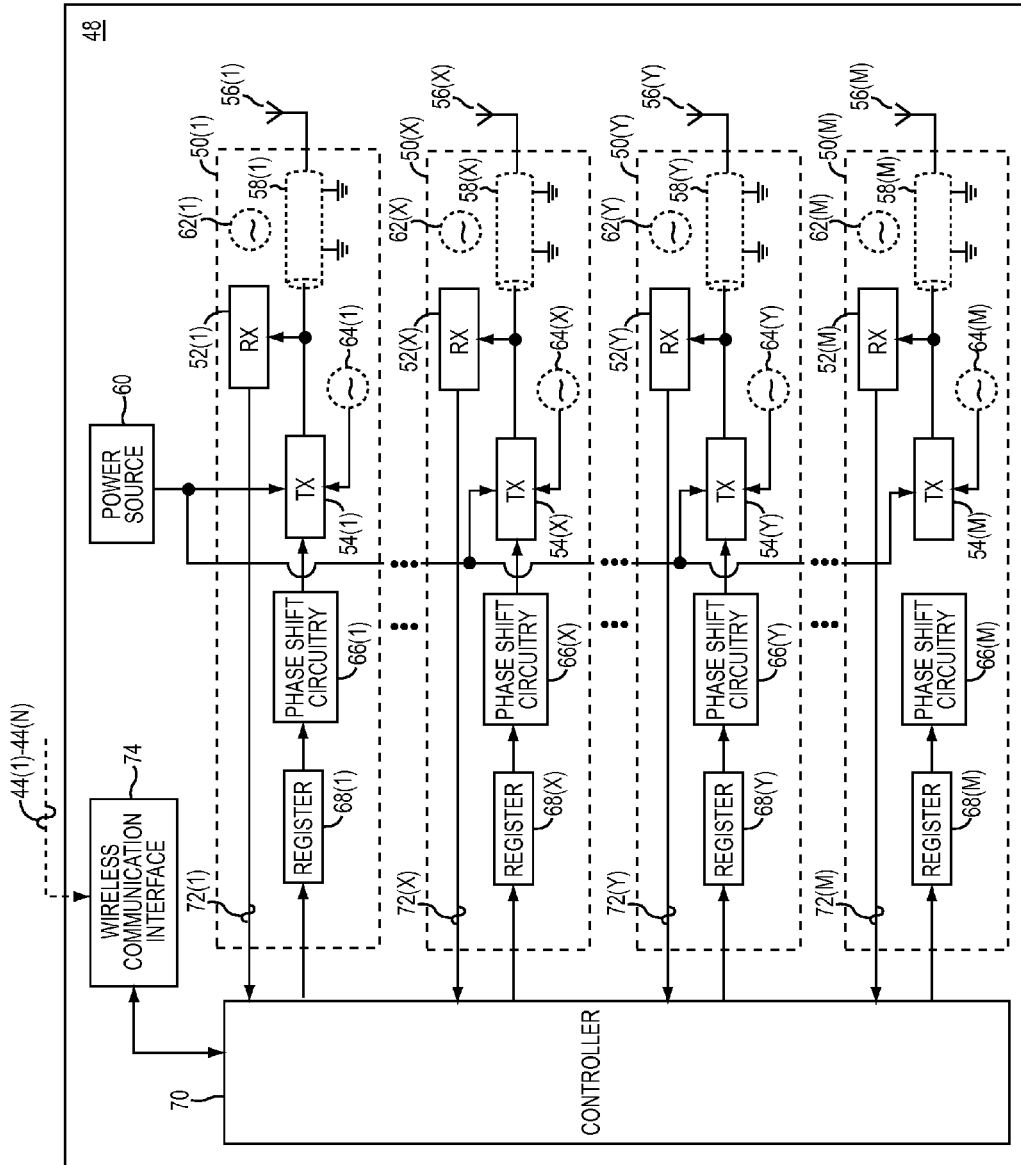 48
44(1)-44(N)
74
WIRELESS
COMMUNICATION
INTERFACE
60
POWER
SOURCE
70
CONTROLLER
72(1)
REGISTER
68(1)
PHASE SHIFT
CIRCUITRY
66(1)
TX
54(1)
64(1)
RX
52(1)
62(1)
58(1)
50(1)
56(1)
72(X)
REGISTER
68(X)
PHASE SHIFT
CIRCUITRY
66(X)
TX
54(X)
64(X)
RX
52(X)
62(X)
58(X)
50(X)
56(X)
72(Y)
REGISTER
68(Y)
PHASE SHIFT
CIRCUITRY
66(Y)
TX
54(Y)
64(Y)
RX
52(Y)
62(Y)
58(Y)
50(Y)
56(Y)
72(M)
REGISTER
68(M)
PHASE SHIFT
CIRCUITRY
66(M)
TX
54(M)
64(M)
RX
52(M)
62(M)
58(M)
50(M)
56(M)